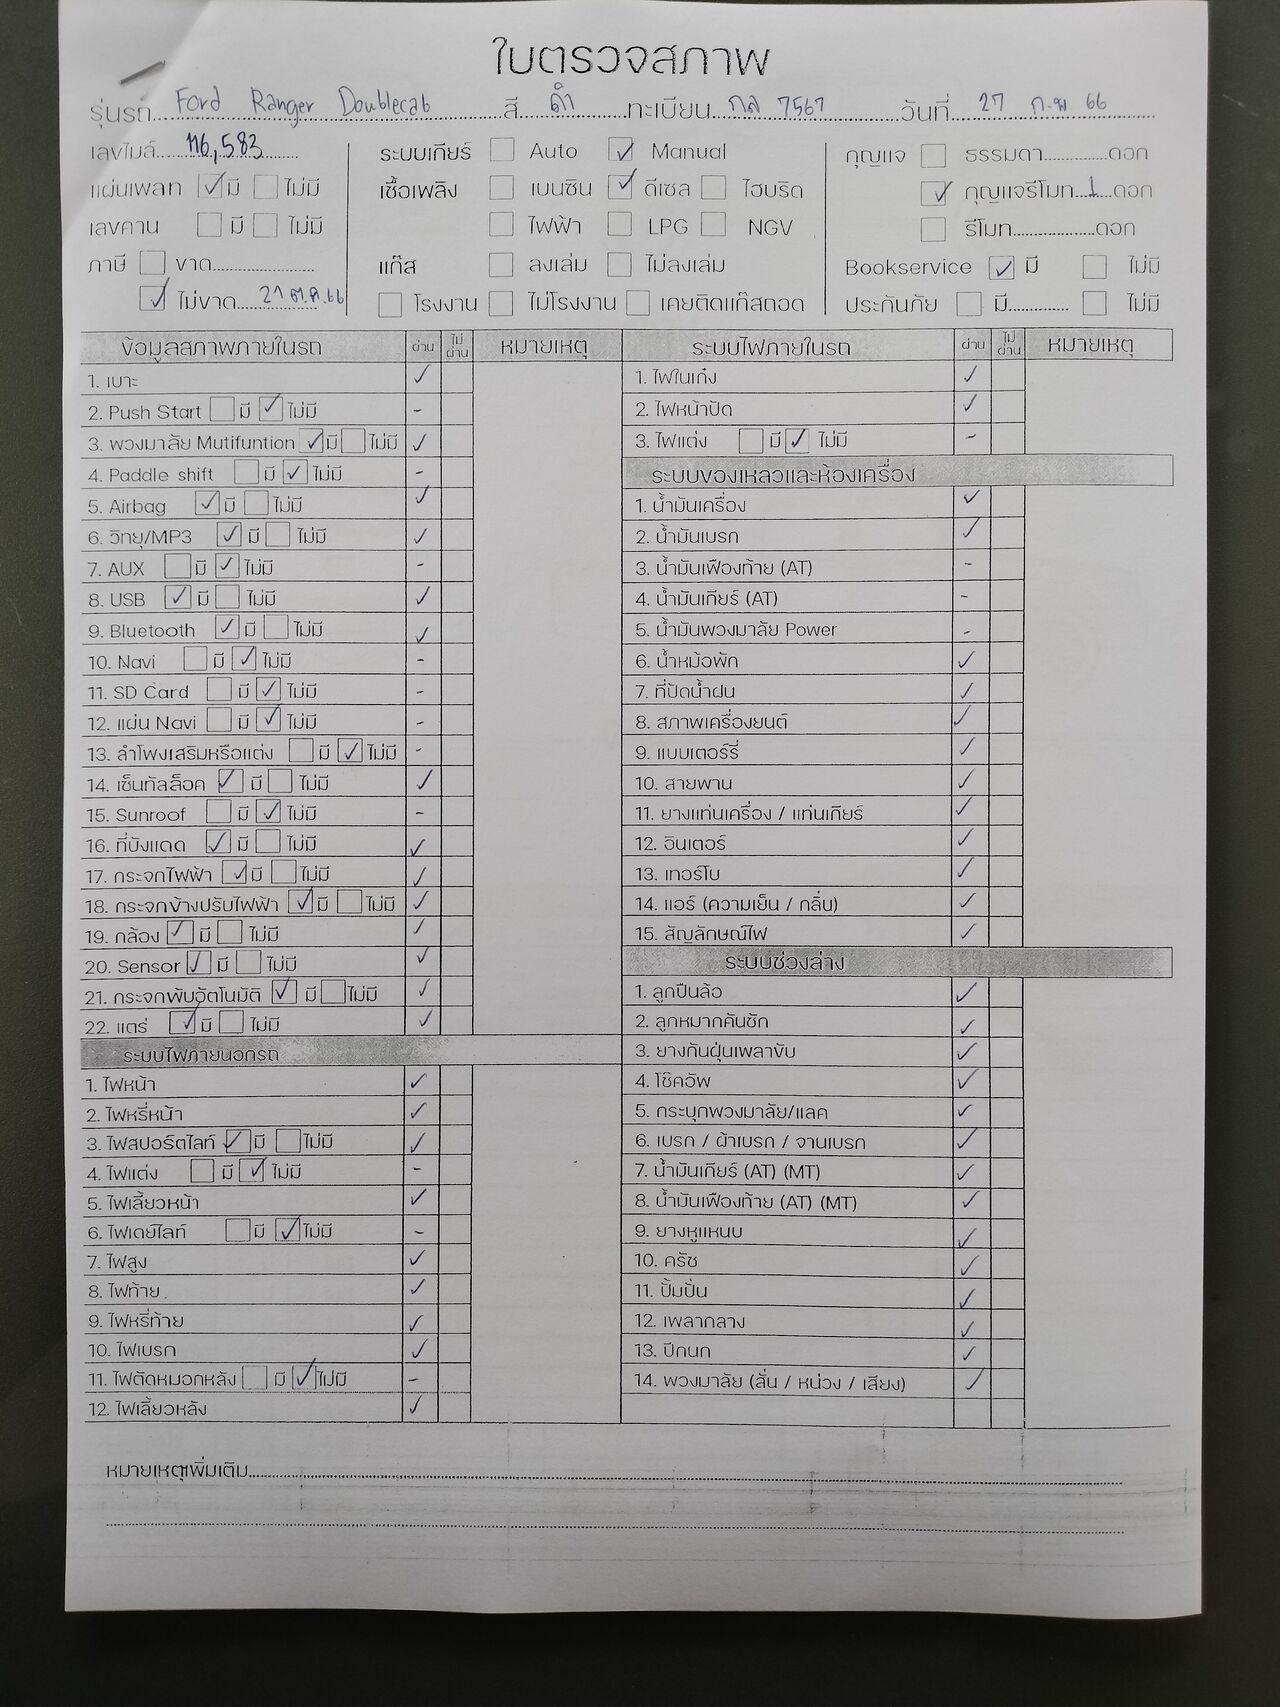 ใบตรวจสภาพ
รุ่นรถ Ford Ranger Doublecab สี ดำ ทะเบียน กล 7567 วันที่ 27 ก.พ 66
เลขไมล์ 116,583
แผ่นเพลท ☑ มี ☐ ไม่มี
เลขคาน ☐ มี ☐ ไม่มี
ภาษี ☐ ขาด
☑ ไม่ขาด 21 ต.ค.66
ระบบเกียร์ ☐ Auto ☑ Manual
เชื้อเพลิง ☐ เบนซิน ☑ ดีเซล ☐ ไฮบริด
☐ ไฟฟ้า ☐ LPG ☐ NGV
แก๊ส ☐ ลงเล่ม ☐ ไม่ลงเล่ม
☐ โรงงาน ☐ ไม่โรงงาน ☐ เคยติดแก๊สถอด
กุญแจ ☐ ธรรมดา ดอก
☑ กุญแจรีโมท 1 ดอก
☐ รีโมท ดอก
Bookservice ☑ มี ☐ ไม่มี
ประกันภัย ☐ มี ☐ ไม่มี
ข้อมูลสภาพภายในรถ ผ่าน ไม่ผ่าน หมายเหตุ
1. เบาะ ✓
2. Push Start ☐ มี ☑ ไม่มี -
3. พวงมาลัย Mutifuntion ☑ มี ☐ ไม่มี ✓
4. Paddle shift ☐ มี ☑ ไม่มี -
5. Airbag ☑ มี ☐ ไม่มี ✓
6. วิทยุ/MP3 ☑ มี ☐ ไม่มี ✓
7. AUX ☐ มี ☑ ไม่มี -
8. USB ☑ มี ☐ ไม่มี ✓
9. Bluetooth ☑ มี ☐ ไม่มี ✓
10. Navi ☐ มี ☑ ไม่มี -
11. SD Card ☐ มี ☑ ไม่มี -
12. แผ่น Navi ☐ มี ☑ ไม่มี -
13. ลำโพงเสริมหรือแต่ง ☐ มี ☑ ไม่มี -
14. เซ็นทัลล็อค ☑ มี ☐ ไม่มี ✓
15. Sunroof ☐ มี ☑ ไม่มี -
16. ที่บังแดด ☑ มี ☐ ไม่มี ✓
17. กระจกไฟฟ้า ☑ มี ☐ ไม่มี ✓
18. กระจกข้างปรับไฟฟ้า ☑ มี ☐ ไม่มี ✓
19. กล้อง ☑ มี ☐ ไม่มี ✓
20. Sensor ☑ มี ☐ ไม่มี ✓
21. กระจกพับอัตโนมัติ ☑ มี ☐ ไม่มี ✓
22. แตร่ ☑ มี ☐ ไม่มี ✓
ระบบไฟภายนอกรถ
1. ไฟหน้า ✓
2. ไฟหรี่หน้า ✓
3. ไฟสปอร์ตไลท์ ☑ มี ☐ ไม่มี ✓
4. ไฟแต่ง ☐ มี ☑ ไม่มี -
5. ไฟเลี้ยวหน้า ✓
6. ไฟเดย์ไลท์ ☐ มี ☑ ไม่มี -
7. ไฟสูง ✓
8. ไฟท้าย ✓
9. ไฟหรี่ท้าย ✓
10. ไฟเบรก ✓
11. ไฟตัดหมอกหลัง ☐ มี ☑ ไม่มี -
12. ไฟเลี้ยวหลัง ✓
ระบบไฟภายในรถ ผ่าน ไม่ผ่าน หมายเหตุ
1. ไฟในเก๋ง ✓
2. ไฟหน้าปัด ✓
3. ไฟแต่ง ☐ มี ☑ ไม่มี -
ระบบของเหลวและห้องเครื่อง
1. น้ำมันเครื่อง ✓
2. น้ำมันเบรก ✓
3. น้ำมันเฟืองท้าย (AT) -
4. น้ำมันเกียร์ (AT) -
5. น้ำมันพวงมาลัย Power -
6. น้ำหม้อพัก ✓
7. ที่ปัดน้ำฝน ✓
8. สภาพเครื่องยนต์ ✓
9. แบบเตอร์รี่ ✓
10. สายพาน ✓
11. ยางแท่นเครื่อง / แท่นเกียร์ ✓
12. อินเตอร์ ✓
13. เทอร์โบ ✓
14. แอร์ (ความเย็น / กลิ่น) ✓
15. สัญลักษณ์ไฟ ✓
ระบบช่วงล่าง
1. ลูกปืนล้อ ✓
2. ลูกหมากคันชัก ✓
3. ยางกันฝุ่นเพลาขับ ✓
4. โช๊คอัพ ✓
5. กระบุกพวงมาลัย/แลค ✓
6. เบรก / ผ้าเบรก / จานเบรก ✓
7. น้ำมันเกียร์ (AT) (MT) ✓
8. น้ำมันเฟืองท้าย (AT) (MT) ✓
9. ยางหูแหนบ ✓
10. ครัช ✓
11. ปั้มปั่น ✓
12. เพลากลาง ✓
13. ปีกนก ✓
14. พวงมาลัย (สั่น / หน่วง / เสียง) ✓
หมายเหตุเพิ่มเติม